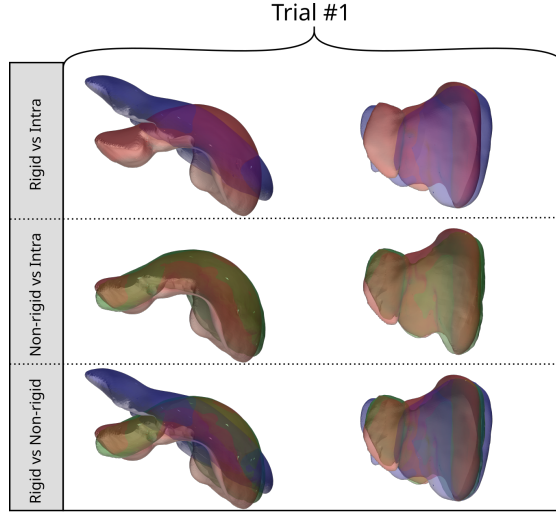 Trial #1
Rigid vs Intra
Non-rigid vs Intra
Rigid vs Non-rigid